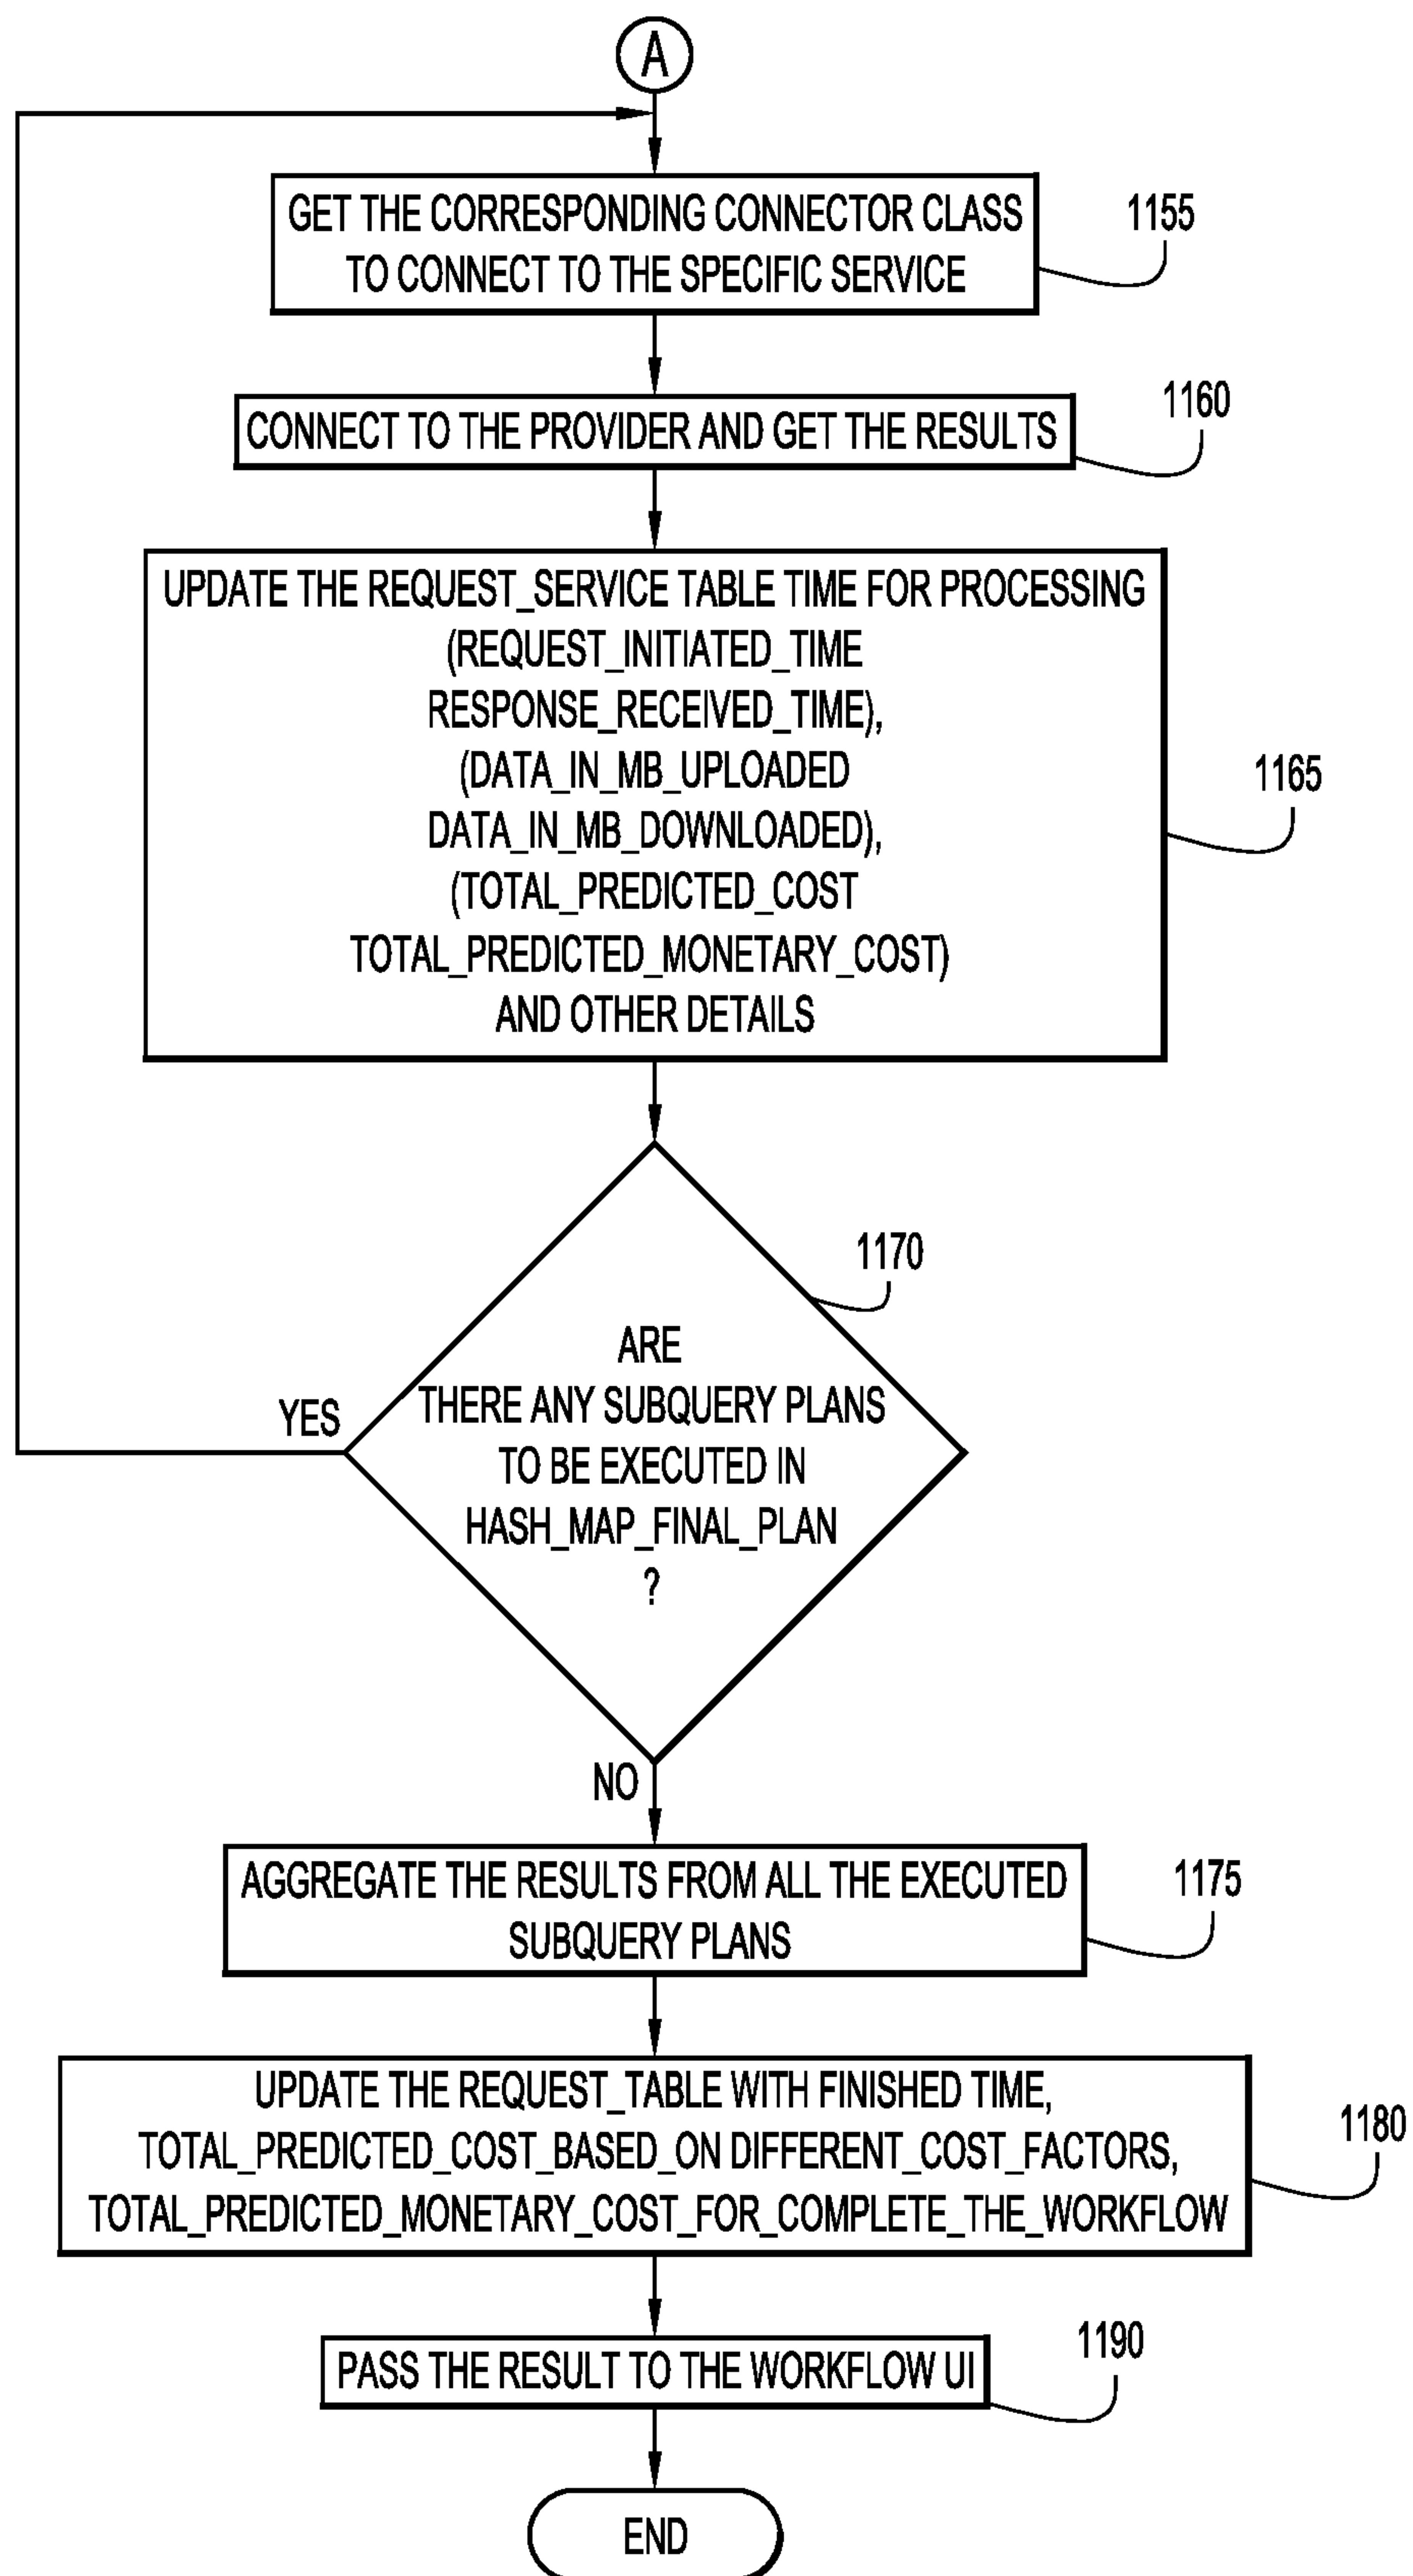 A
GET THE CORRESPONDING CONNECTOR CLASS
TO CONNECT TO THE SPECIFIC SERVICE
1155
CONNECT TO THE PROVIDER AND GET THE RESULTS
1160
UPDATE THE REQUEST_SERVICE TABLE TIME FOR PROCESSING
(REQUEST_INITIATED_TIME
RESPONSE_RECEIVED_TIME),
(DATA_IN_MB_UPLOADED
DATA_IN_MB_DOWNLOADED),
(TOTAL_PREDICTED_COST
TOTAL_PREDICTED_MONETARY_COST)
AND OTHER DETAILS
1165
1170
ARE
THERE ANY SUBQUERY PLANS
TO BE EXECUTED IN
HASH_MAP_FINAL_PLAN
?
YES
NO
AGGREGATE THE RESULTS FROM ALL THE EXECUTED
SUBQUERY PLANS
1175
UPDATE THE REQUEST_TABLE WITH FINISHED TIME,
TOTAL_PREDICTED_COST_BASED_ON DIFFERENT_COST_FACTORS,
TOTAL_PREDICTED_MONETARY_COST_FOR_COMPLETE_THE_WORKFLOW
1180
PASS THE RESULT TO THE WORKFLOW UI
1190
END